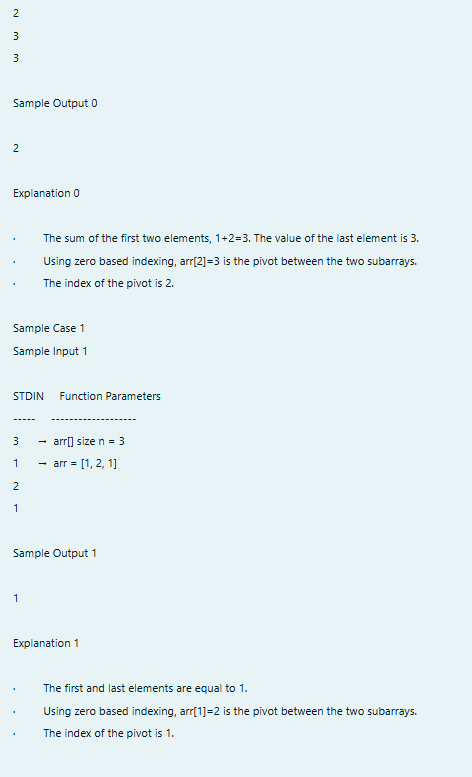 2
3
3
Sample Output 0
2
Explanation 0
· The sum of the first two elements, 1+2=3. The value of the last element is 3.
· Using zero based indexing, arr[2]=3 is the pivot between the two subarrays.
· The index of the pivot is 2.
Sample Case 1
Sample Input 1
STDIN Function Parameters
----- -------------------
3 → arr[] size n = 3
1 → arr = [1, 2, 1]
2
1
Sample Output 1
1
Explanation 1
· The first and last elements are equal to 1.
· Using zero based indexing, arr[1]=2 is the pivot between the two subarrays.
· The index of the pivot is 1.